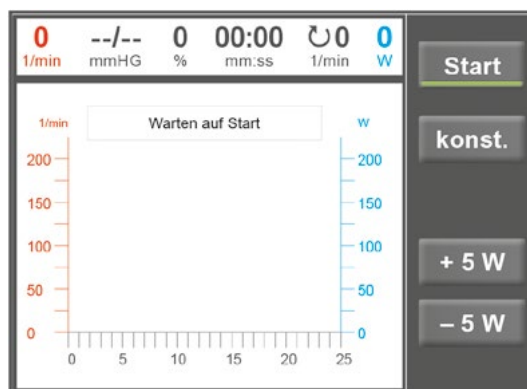 0 --/-- 0 00:00 ↻0 0
1/min mmHG % mm:ss 1/min W
Start
konst.
+ 5 W
– 5 W
1/min Warten auf Start W
200 200
150 150
100 100
50 50
0 0
0 5 10 15 20 25